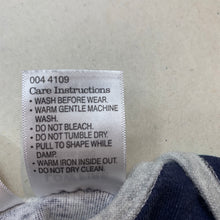 004 4109
Care Instructions
• WASH BEFORE WEAR.
• WARM GENTLE MACHINE
WASH.
• DO NOT BLEACH.
• DO NOT TUMBLE DRY.
• PULL TO SHAPE WHILE
DAMP.
• WARM IRON INSIDE OUT.
• DO NOT DRY CLEAN.